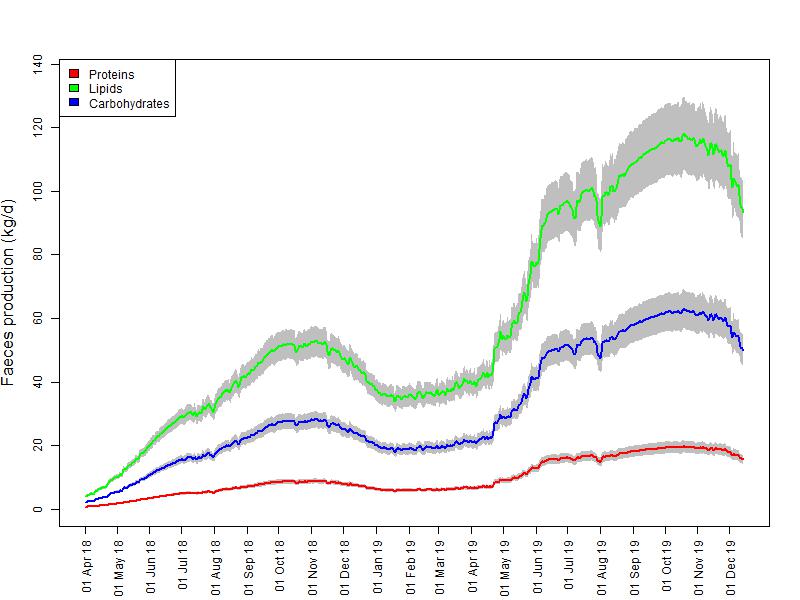 Proteins
Lipids
Carbohydrates
Faeces production (kg/d)
140
120
100
80
60
40
20
0
01 Apr 18
01 May 18
01 Jun 18
01 Jul 18
01 Aug 18
01 Sep 18
01 Oct 18
01 Nov 18
01 Dec 18
01 Jan 19
01 Feb 19
01 Mar 19
01 Apr 19
01 May 19
01 Jun 19
01 Jul 19
01 Aug 19
01 Sep 19
01 Oct 19
01 Nov 19
01 Dec 19